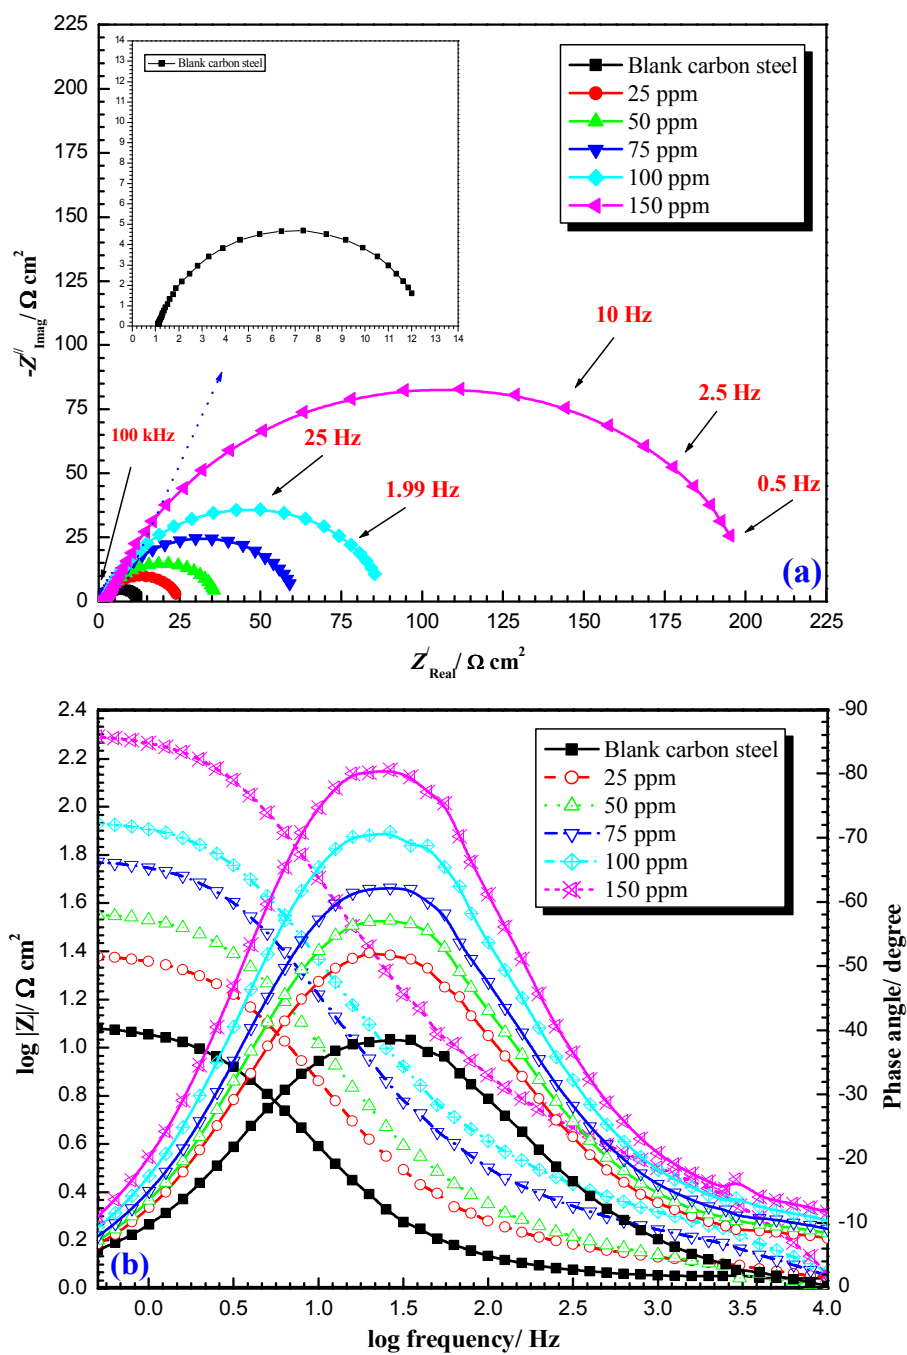 225
200
175
150
125
100
75
50
25
0
-Z//Imag/ Ω cm2
14
13
12
11
10
9
8
7
6
5
4
3
2
1
0
Blank carbon steel
0 1 2 3 4 5 6 7 8 9 10 11 12 13 14
Blank carbon steel
25 ppm
50 ppm
75 ppm
100 ppm
150 ppm
10 Hz
2.5 Hz
100 kHz
25 Hz
1.99 Hz
0.5 Hz
(a)
0 25 50 75 100 125 150 175 200 225
Z/Real/ Ω cm2
2.4
2.2
2.0
1.8
1.6
1.4
1.2
1.0
0.8
0.6
0.4
0.2
0.0
log |Z|/ Ω cm2
Blank carbon steel
25 ppm
50 ppm
75 ppm
100 ppm
150 ppm
-90
-80
-70
-60
-50
-40
-30
-20
-10
0
Phase angle/ degree
(b)
0.0 0.5 1.0 1.5 2.0 2.5 3.0 3.5 4.0
log frequency/ Hz